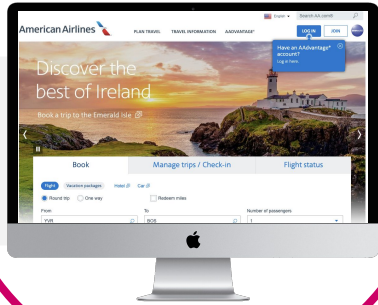 English
Search AA.com®
American Airlines
PLAN TRAVEL TRAVEL INFORMATION AADVANTAGE®
LOG IN JOIN
Have an AAdvantage®
account?
Log in here.
Discover the
best of Ireland
Book a trip to the Emerald Isle
Book Manage trips / Check-in Flight status
Flight Vacation packages Hotel Car
Round trip One way Redeem miles
From To Number of passengers
YVR BOS 1